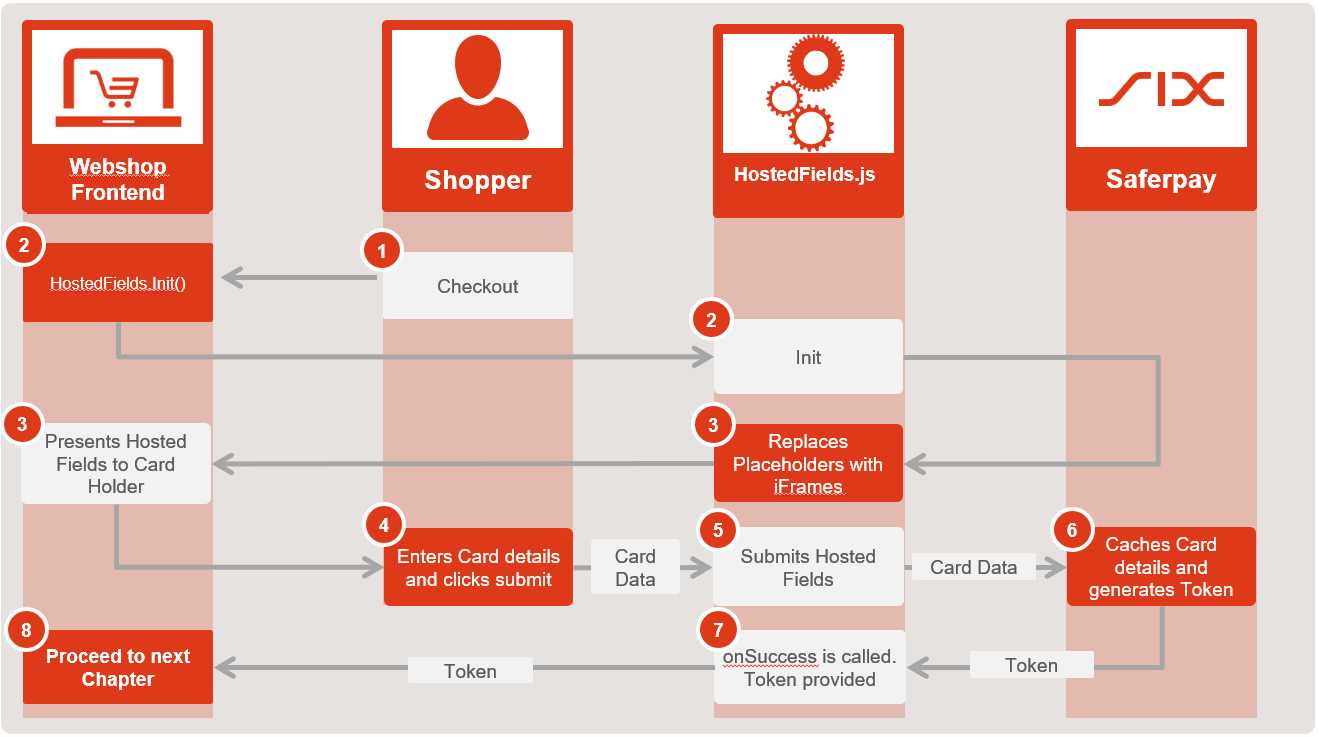 SIX
Webshop
Frontend
Shopper
HostedFields.js
Saferpay
2
HostedFields.Init()
1
Checkout
2
Init
3
Presents Hosted
Fields to Card
Holder
3
Replaces
Placeholders with
iFrames
4
Enters Card details
and clicks submit
Card
Data
5
Submits Hosted
Fields
Card Data
6
Caches Card
details and
generates Token
8
Proceed to next
Chapter
Token
7
onSuccess is called.
Token provided
Token